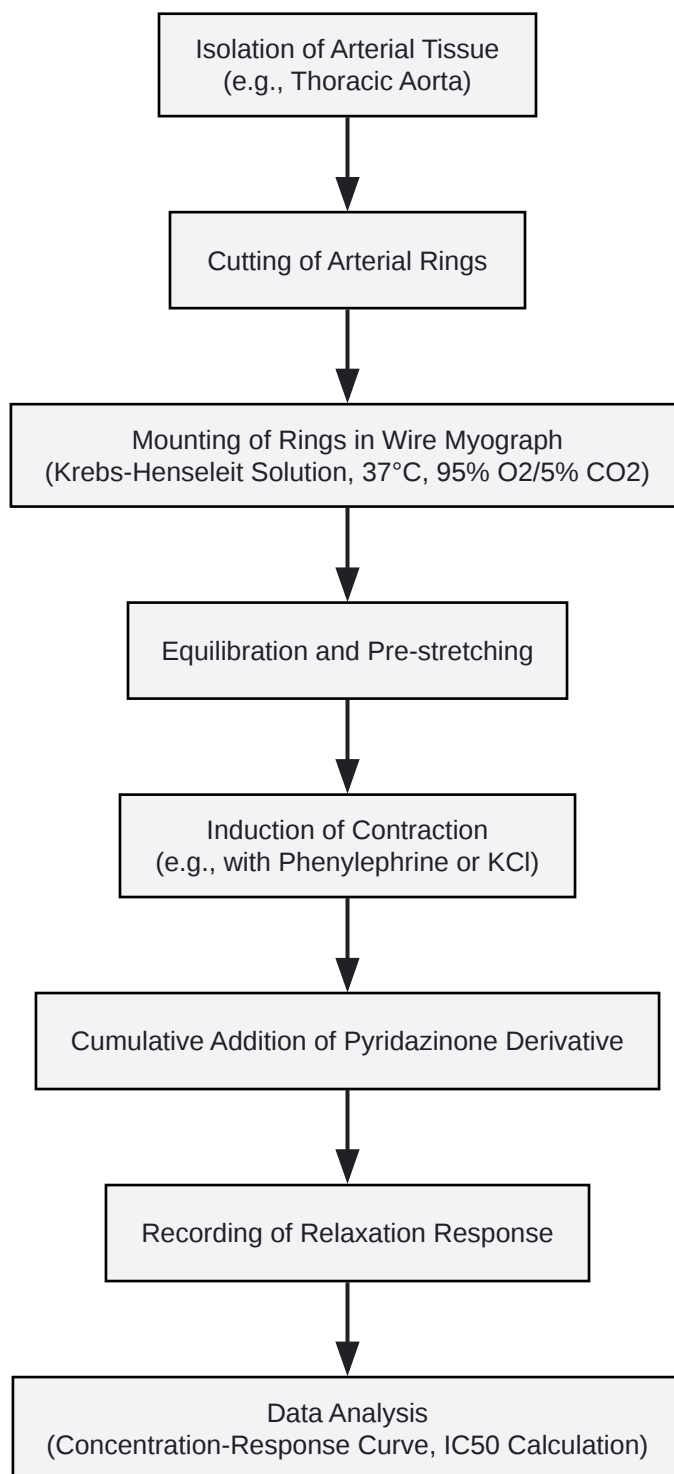 Isolation of Arterial Tissue
(e.g., Thoracic Aorta)
Cutting of Arterial Rings
Mounting of Rings in Wire Myograph
(Krebs-Henseleit Solution, 37°C, 95% O2/5% CO2)
Equilibration and Pre-stretching
Induction of Contraction
(e.g., with Phenylephrine or KCl)
Cumulative Addition of Pyridazinone Derivative
Recording of Relaxation Response
Data Analysis
(Concentration-Response Curve, IC50 Calculation)